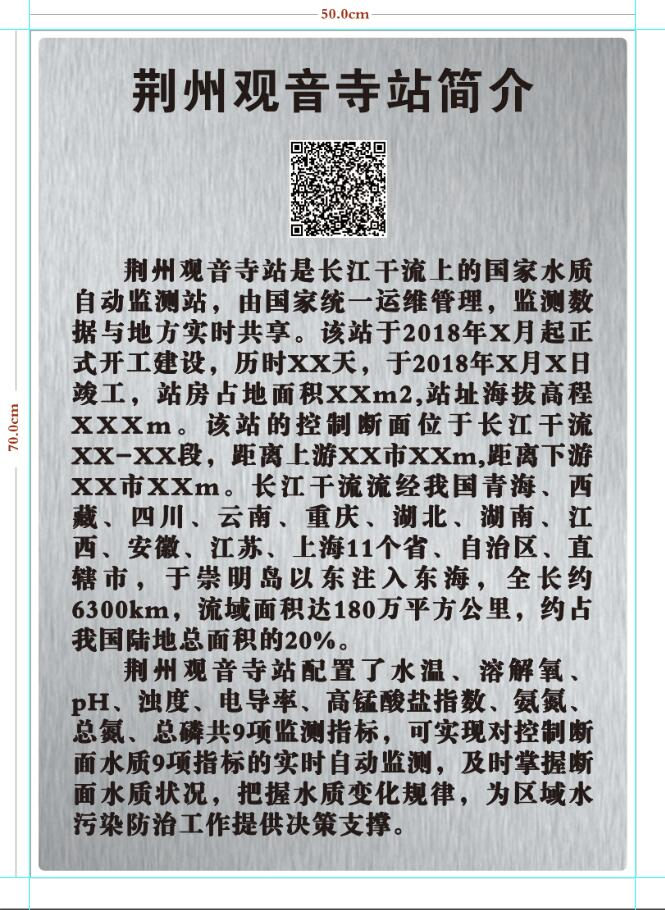 50.0cm
荆州观音寺站简介
荆州观音寺站是长江干流上的国家水质
自动监测站，由国家统一运维管理，监测数
据与地方实时共享。该站于2018年X月起正
式开工建设，历时XX天，于2018年X月X日
竣工，站房占地面积XXm2,站址海拔高程
XXXm。该站的控制断面位于长江干流
XX-XX段，距离上游XX市XXm,距离下游
XX市XXm。长江干流流经我国青海、西
藏、四川、云南、重庆、湖北、湖南、江
西、安徽、江苏、上海11个省、自治区、直
辖市，于崇明岛以东注入东海，全长约
6300km，流域面积达180万平方公里，约占
我国陆地总面积的20%。
荆州观音寺站配置了水温、溶解氧、
pH、浊度、电导率、高锰酸盐指数、氨氮、
总氮、总磷共9项监测指标，可实现对控制断
面水质9项指标的实时自动监测，及时掌握断
面水质状况，把握水质变化规律，为区域水
污染防治工作提供决策支撑。
70.0cm